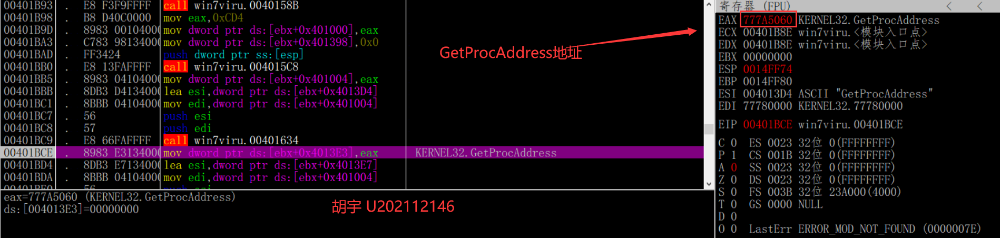 00401B93 . E8 F3F9FFFF call win7viru.0040158B
00401B98 . B8 D40C0000 mov eax,0xCD4
00401B9D . 8983 00104000 mov dword ptr ds:[ebx+0x401000],eax
00401BA3 . C783 98134000 mov dword ptr ds:[ebx+0x401398],0x0
00401BAD . FF3424 push dword ptr ss:[esp]
00401BB0 . E8 13FAFFFF call win7viru.004015C8
00401BB5 . 8983 04104000 mov dword ptr ds:[ebx+0x401004],eax
00401BBB . 8DB3 D4134000 lea esi,dword ptr ds:[ebx+0x4013D4]
00401BC1 . 8BBB 04104000 mov edi,dword ptr ds:[ebx+0x401004]
00401BC7 . 56 push esi
00401BC8 . 57 push edi
00401BC9 . E8 66FAFFFF call win7viru.00401634
00401BCE . 8983 E3134000 mov dword ptr ds:[ebx+0x4013E3],eax KERNEL32.GetProcAddress
00401BD4 . 8DB3 E7134000 lea esi,dword ptr ds:[ebx+0x4013E7]
00401BDA . 8BBB 04104000 mov edi,dword ptr ds:[ebx+0x401004]
00401BE0 . 56 push esi
GetProcAddress地址
eax=777A5060 (KERNEL32.GetProcAddress)
ds:[004013E3]=00000000
胡宇 U202112146
寄存器 (FPU) < <
EAX 777A5060 KERNEL32.GetProcAddress
ECX 00401B8E win7viru.<模块入口点>
EDX 00401B8E win7viru.<模块入口点>
EBX 00000000
ESP 0014FF74
EBP 0014FF80
ESI 004013D4 ASCII "GetProcAddress"
EDI 77780000 KERNEL32.77780000
EIP 00401BCE win7viru.00401BCE
C 0 ES 0023 32位 0(FFFFFFFF)
P 1 CS 001B 32位 0(FFFFFFFF)
A 0 SS 0023 32位 0(FFFFFFFF)
Z 0 DS 0023 32位 0(FFFFFFFF)
S 0 FS 003B 32位 23A000(4000)
T 0 GS 0000 NULL
D 0
O 0 LastErr ERROR_MOD_NOT_FOUND (0000007E)